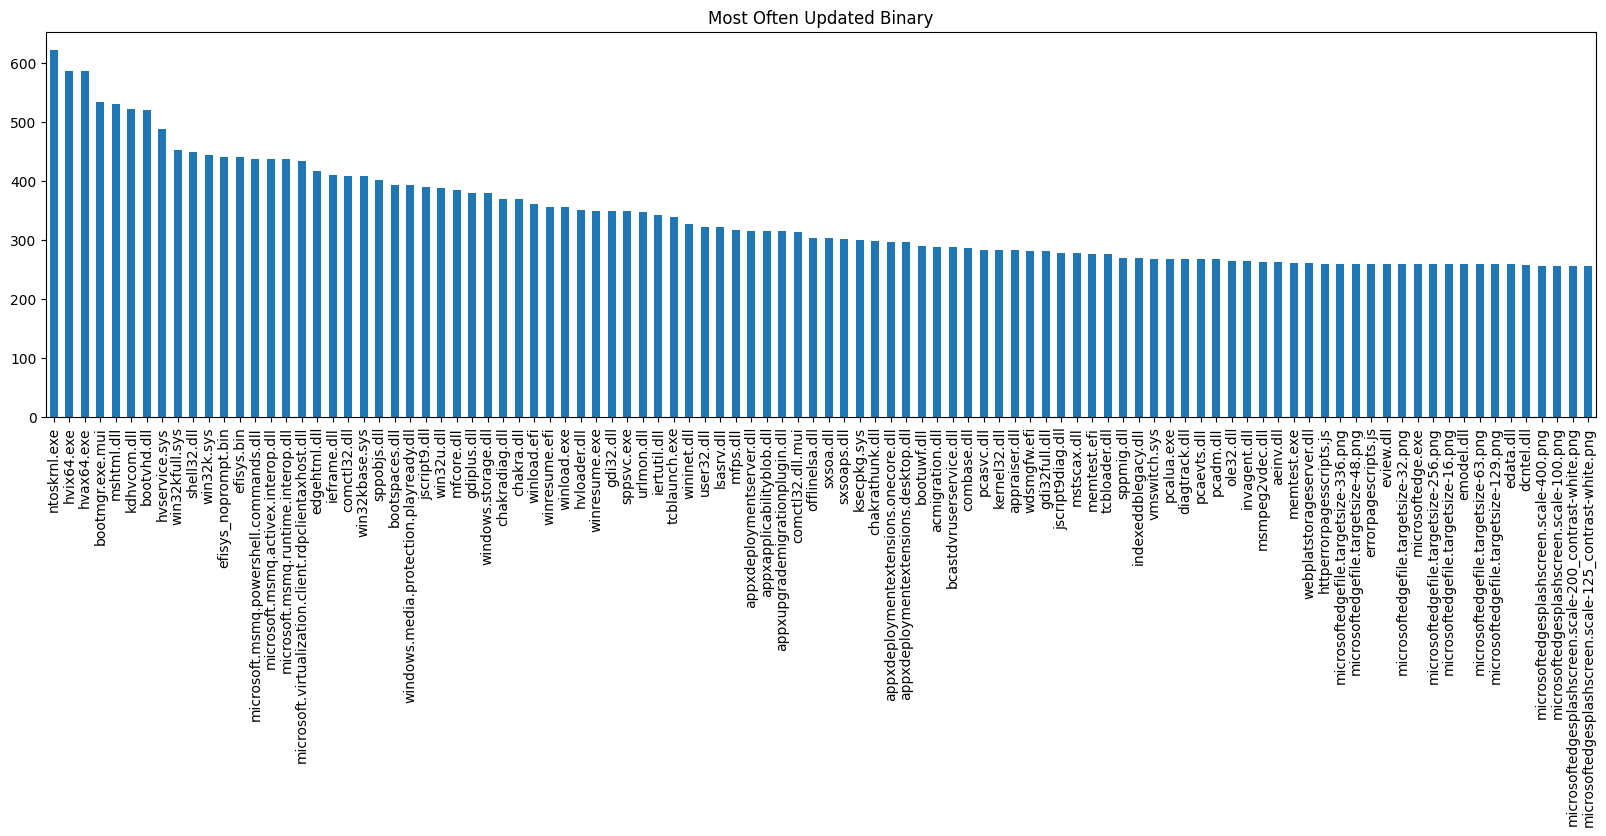 Most Often Updated Binary
600
500
400
300
200
100
0
ntoskrnl.exe
hvix64.exe
hvax64.exe
bootmgr.exe.mui
mshtml.dll
kdhvcom.dll
bootvhd.dll
hvservice.sys
win32kfull.sys
shell32.dll
win32k.sys
efisys_noprompt.bin
efisys.bin
microsoft.msmq.powershell.commands.dll
microsoft.msmq.activex.interop.dll
microsoft.msmq.runtime.interop.dll
microsoft.virtualization.client.rdpclientaxhost.dll
edgehtml.dll
ieframe.dll
comctl32.dll
win32kbase.sys
sppobjs.dll
bootspaces.dll
windows.media.protection.playready.dll
jscript9.dll
win32u.dll
mfcore.dll
gdiplus.dll
windows.storage.dll
chakradiag.dll
chakra.dll
winload.efi
winresume.efi
winload.exe
hvloader.dll
winresume.exe
gdi32.dll
sppsvc.exe
urlmon.dll
iertutil.dll
tcblaunch.exe
wininet.dll
user32.dll
lsasrv.dll
mfps.dll
appxdeploymentserver.dll
appxapplicabilityblob.dll
appxupgrademigrationplugin.dll
comctl32.dll.mui
offlinelsa.dll
sxsoa.dll
sxsoaps.dll
ksecpkg.sys
chakrathunk.dll
appxdeploymentextensions.onecore.dll
appxdeploymentextensions.desktop.dll
bootuwf.dll
acmigration.dll
bcastdvruserservice.dll
combase.dll
pcasvc.dll
kernel32.dll
appraiser.dll
wdsmgfw.efi
gdi32full.dll
jscript9diag.dll
mstscax.dll
memtest.efi
tcbloader.dll
sppmig.dll
indexeddblegacy.dll
vmswitch.sys
pcalua.exe
diagtrack.dll
pcaevts.dll
pcadm.dll
ole32.dll
invagent.dll
msmpeg2vdec.dll
aeinv.dll
memtest.exe
webplatstorageserver.dll
httperrorpagesscripts.js
microsoftedgefile.targetsize-336.png
microsoftedgefile.targetsize-48.png
errorpagescripts.js
eview.dll
microsoftedgefile.targetsize-32.png
microsoftedge.exe
microsoftedgefile.targetsize-256.png
microsoftedgefile.targetsize-16.png
emodel.dll
microsoftedgefile.targetsize-63.png
microsoftedgefile.targetsize-129.png
edata.dll
dcntel.dll
microsoftedgesplashscreen.scale-400.png
microsoftedgesplashscreen.scale-100.png
microsoftedgesplashscreen.scale-200_contrast-white.png
microsoftedgesplashscreen.scale-125_contrast-white.png